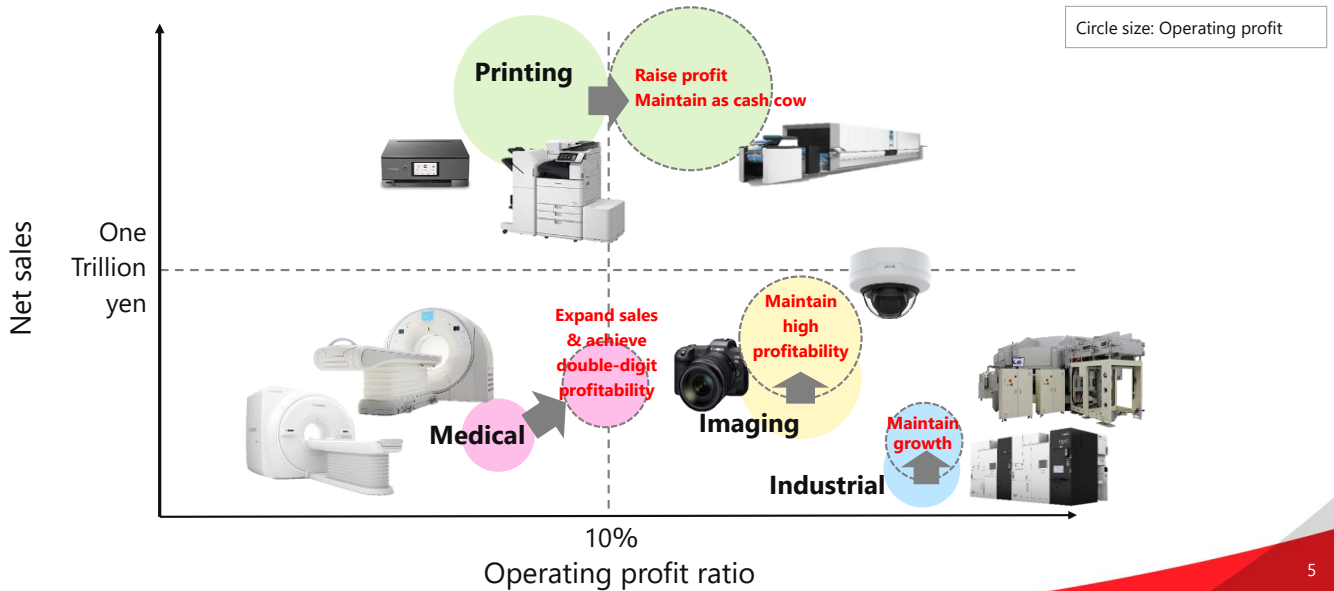 Circle size: Operating profit
Printing
Raise profit
Maintain as cash cow
Net sales
One
Trillion
yen
Expand sales
& achieve
double-digit
profitability
Maintain
high
profitability
Canon
Medical
Imaging
Maintain
growth
Industrial
10%
Operating profit ratio
5